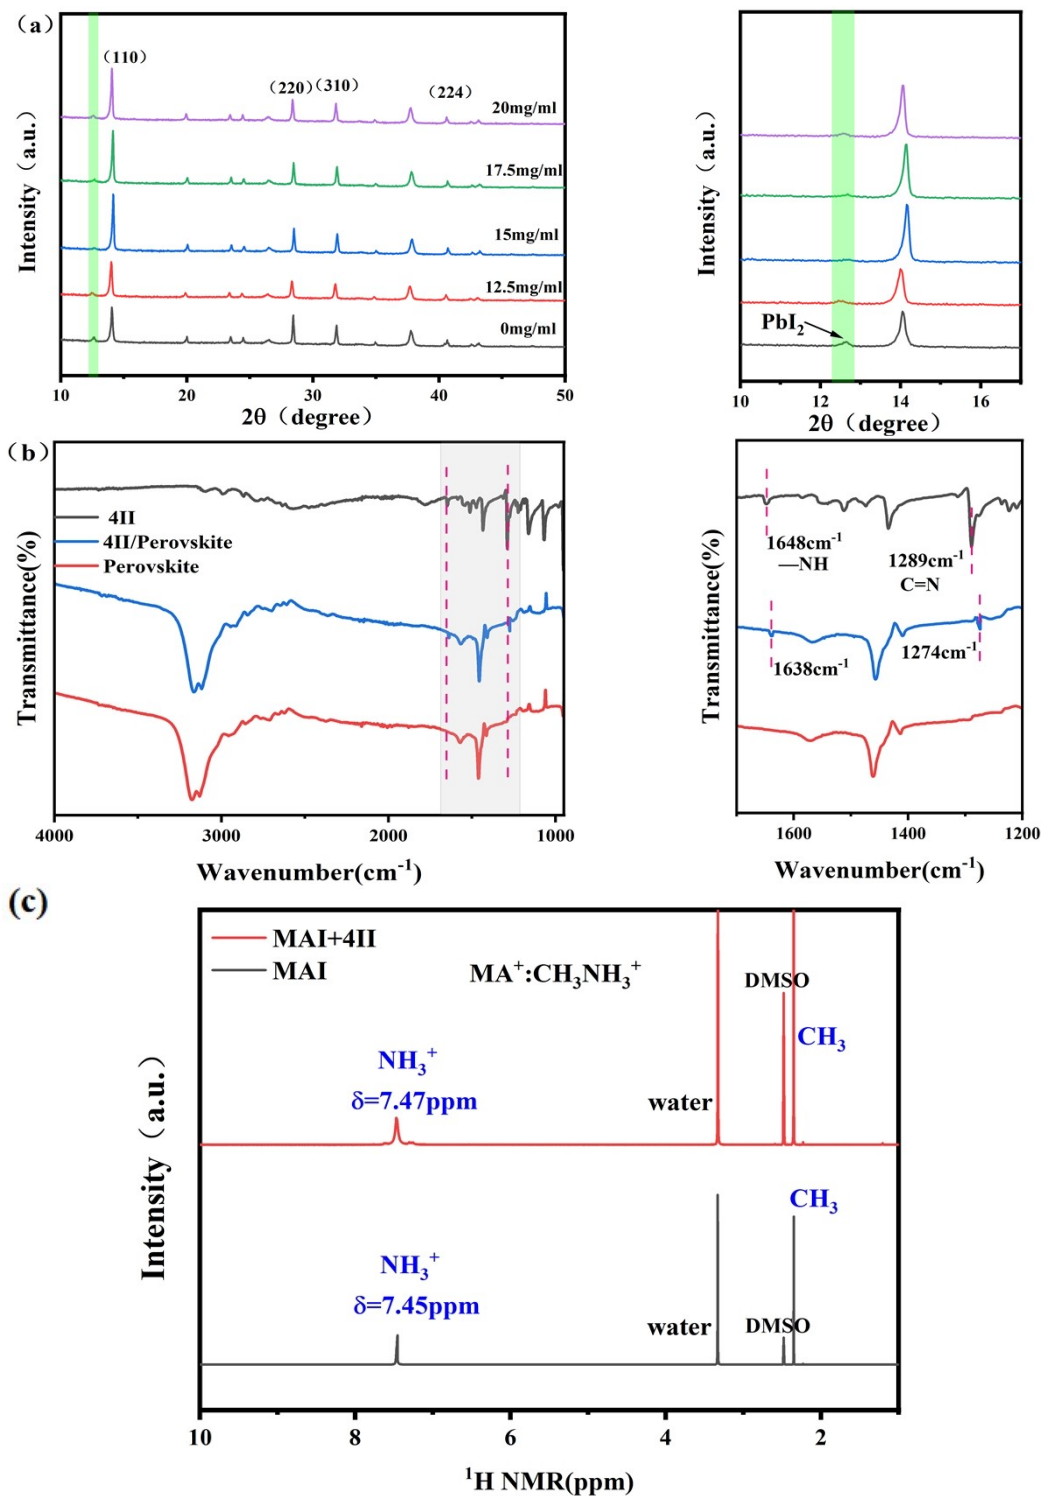 (a)
Intensity（a.u.）
（110）
（220）
（310）
（224）
20mg/ml
17.5mg/ml
15mg/ml
12.5mg/ml
0mg/ml
10 20 30 40 50
2θ（degree）
Intensity（a.u.）
PbI₂
10 12 14 16
2θ（degree）
（b）
Transmittance(%)
4II
4II/Perovskite
Perovskite
4000 3000 2000 1000
Wavenumber(cm⁻¹)
Transmittance(%)
1648cm⁻¹
—NH
1289cm⁻¹
C=N
1638cm⁻¹
1274cm⁻¹
1600 1400 1200
Wavenumber(cm⁻¹)
(c)
Intensity（a.u.）
MAI+4II
MAI
MA⁺:CH₃NH₃⁺
DMSO
CH₃
NH₃⁺
δ=7.47ppm
water
CH₃
NH₃⁺
δ=7.45ppm
water
DMSO
10 8 6 4 2
¹H NMR(ppm)